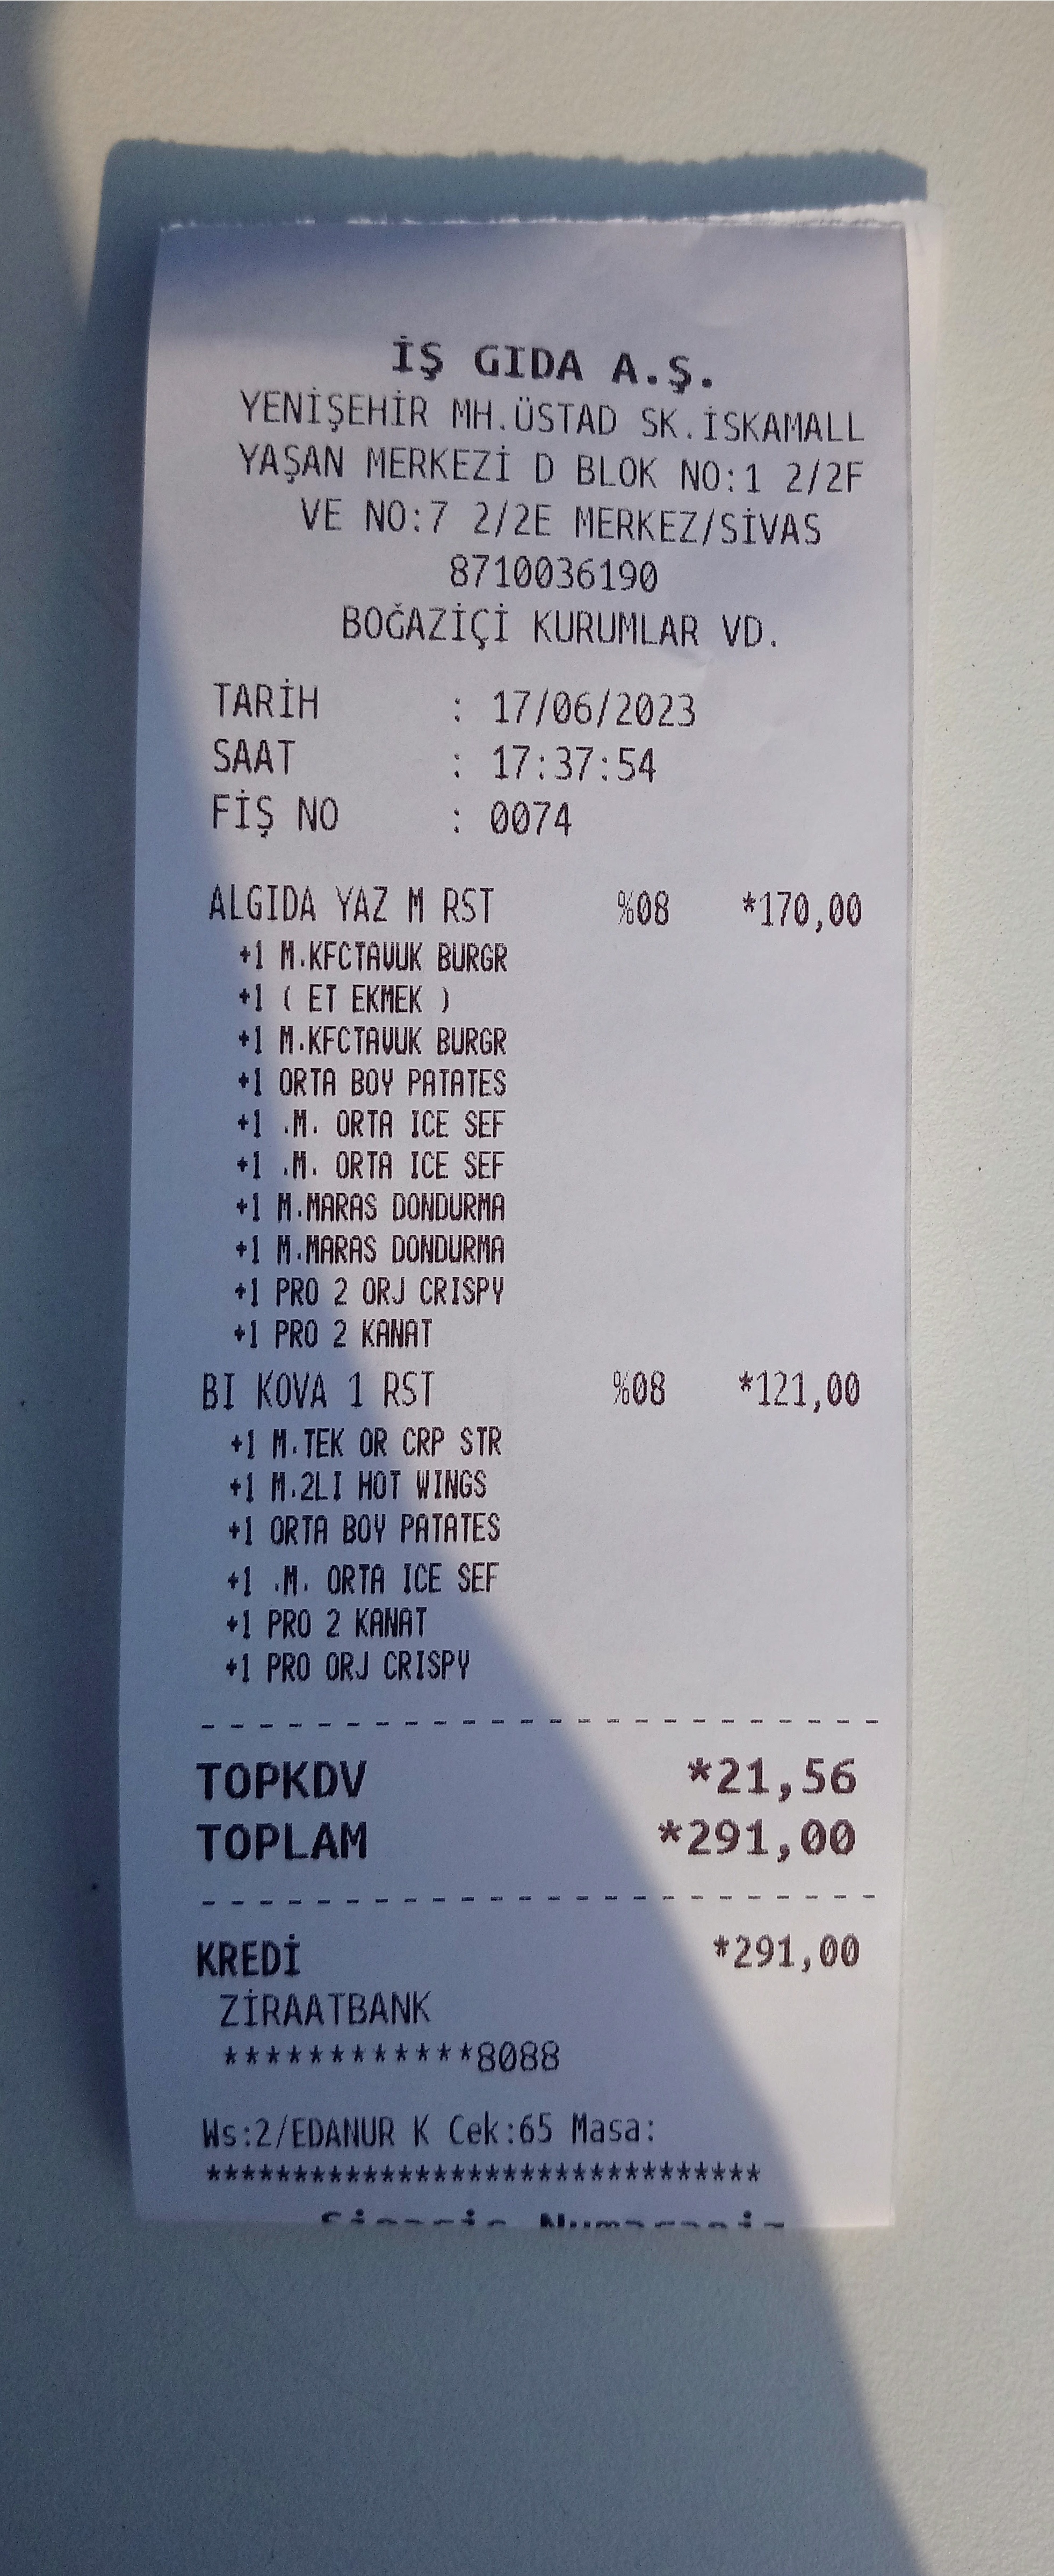 İŞ GIDA A.Ş.
YENİŞEHİR MH.ÜSTAD SK.İSKAMALL
YAŞAN MERKEZİ D BLOK NO:1 2/2F
VE NO:7 2/2E MERKEZ/SİVAS
8710036190
BOĞAZİÇİ KURUMLAR VD.
TARİH : 17/06/2023
SAAT : 17:37:54
FİŞ NO : 0074
ALGIDA YAZ M RST %08 *170,00
+1 M.KFCTAVUK BURGR
+1 ( ET EKMEK )
+1 M.KFCTAVUK BURGR
+1 ORTA BOY PATATES
+1 .M. ORTA ICE SEF
+1 .M. ORTA ICE SEF
+1 M.MARAS DONDURMA
+1 M.MARAS DONDURMA
+1 PRO 2 ORJ CRISPY
+1 PRO 2 KANAT
BI KOVA 1 RST %08 *121,00
+1 M.TEK OR CRP STR
+1 M.2LI HOT WINGS
+1 ORTA BOY PATATES
+1 .M. ORTA ICE SEF
+1 PRO 2 KANAT
+1 PRO ORJ CRISPY
------------------------
TOPKDV *21,56
TOPLAM *291,00
------------------------
KREDİ *291,00
ZİRAATBANK
************8088
Ws:2/EDANUR K Cek:65 Masa:
**************************************